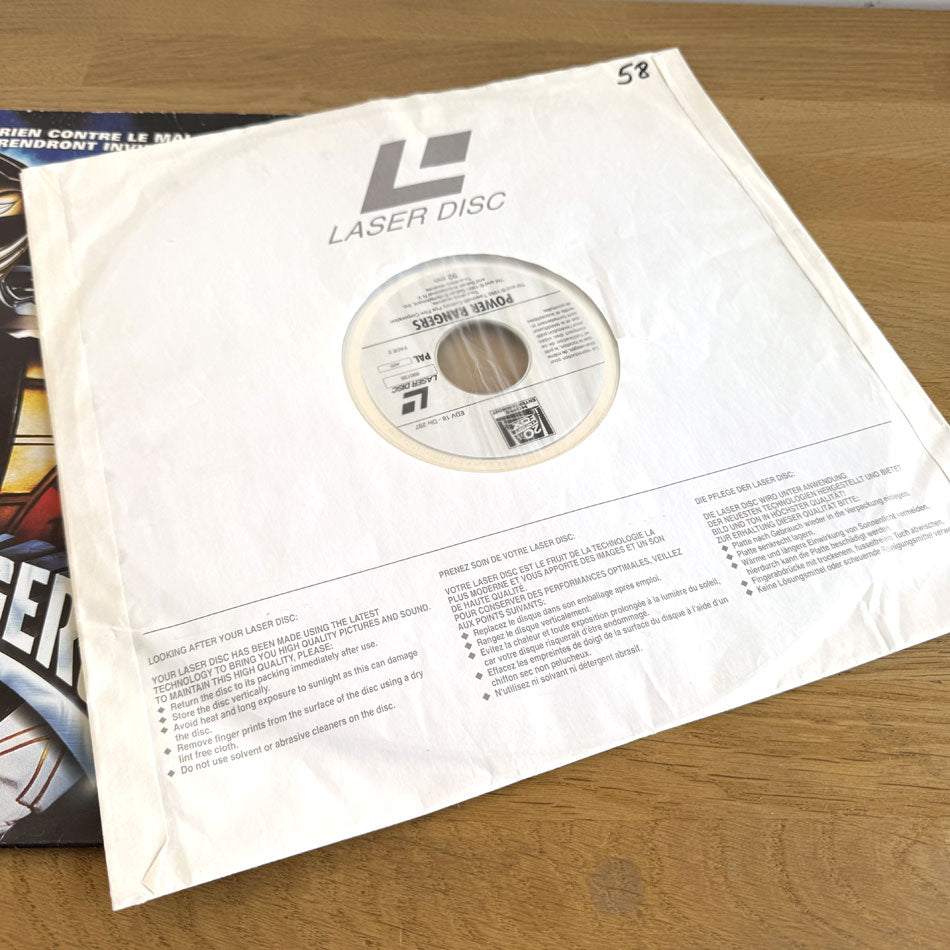 RIEN CONTRE LE MAL
RENDRONT INV
GER
58
LASER DISC
POWER RANGERS
FACE 2
PAL
LASER DISC
EDV 18 - Div 297
LOOKING AFTER YOUR LASER DISC:
YOUR LASER DISC HAS BEEN MADE USING THE LATEST
TECHNOLOGY TO BRING YOU HIGH QUALITY PICTURES AND SOUND.
TO MAINTAIN THIS HIGH QUALITY, PLEASE:
◆ Return the disc to its packing immediately after use.
◆ Store the disc vertically.
◆ Avoid heat and long exposure to sunlight as this can damage
the disc.
◆ Remove finger prints from the surface of the disc using a dry
lint free cloth.
◆ Do not use solvent or abrasive cleaners on the disc.
PRENEZ SOIN DE VOTRE LASER DISC:
VOTRE LASER DISC EST LE FRUIT DE LA TECHNOLOGIE LA
PLUS MODERNE ET VOUS APPORTE DES IMAGES ET UN SON
DE HAUTE QUALITÉ.
POUR CONSERVER DES PERFORMANCES OPTIMALES, VEILLEZ
AUX POINTS SUIVANTS:
◆ Replacez le disque dans son emballage après emploi.
◆ Rangez le disque verticalement.
◆ Evitez la chaleur et toute exposition prolongée à la lumière du soleil,
car votre disque risquerait d'être endommagé.
◆ Effacez les empreintes de doigt de la surface du disque à l'aide d'un
chiffon sec non pelucheux.
◆ N'utilisez ni solvent ni détergent abrasif.
DIE PFLEGE DER LASER DISC:
DIE LASER DISC WIRD UNTER ANWENDUNG
DER NEUESTEN TECHNOLOGIEN HERGESTELLT UND BIETET
BILD UND TON IN HÖCHSTER QUALITÄT!
ZUR ERHALTUNG DIESER QUALITÄT BITTE:
◆ Platte nach Gebrauch wieder in die Verpackung einlegen.
◆ Platte senkrecht lagern.
◆ Wärme und längere Einwirkung von Sonnenlicht vermeiden,
hierdurch kann die Platte beschädigt werden.
◆ Fingerabdrücke mit trockenem, fusselfreiem Tuch abwischen
◆ Keine Lösungsmittel oder scheuernde Reinigungsmittel verw